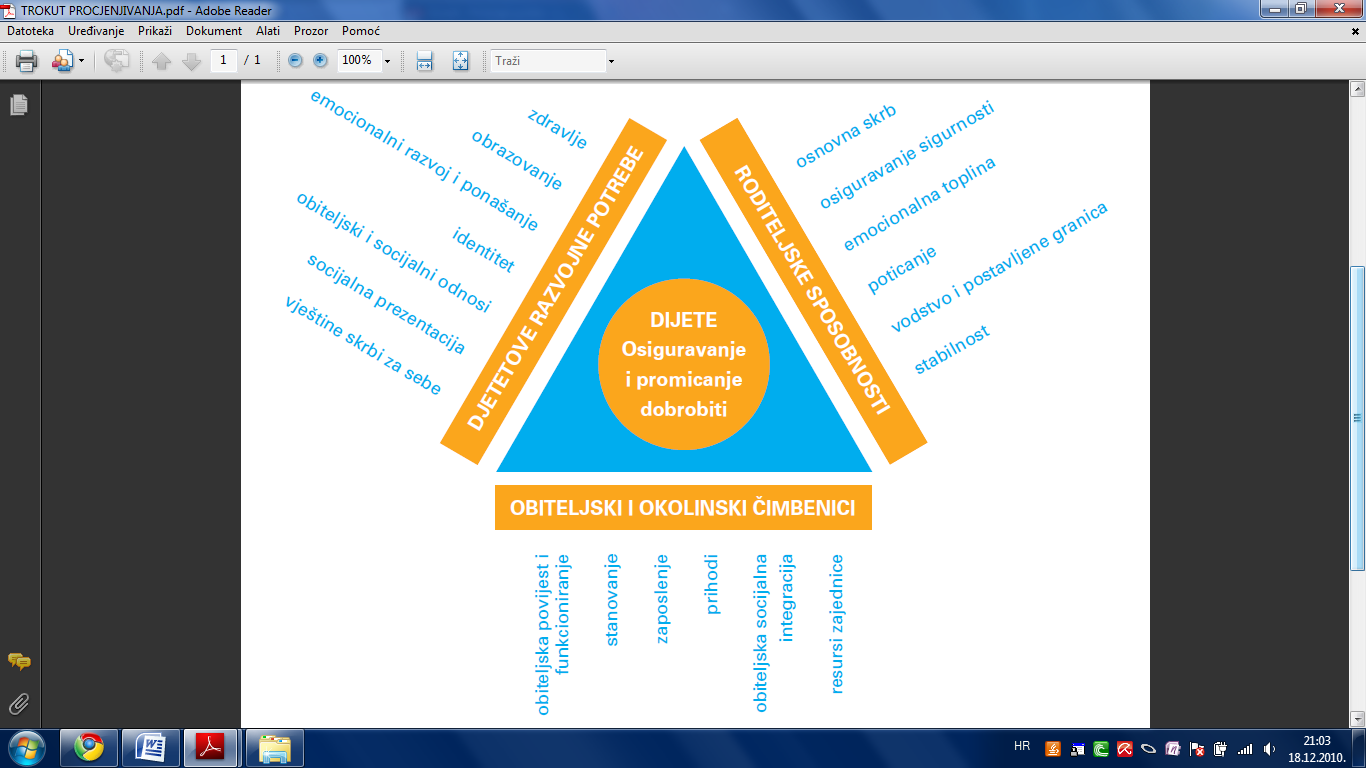 TROKUT PROCJENJIVANJA.pdf - Adobe Reader
Datoteka Uređivanje Prikaži Dokument Alati Prozor Pomoć
1 / 1 100% Traži
zdravlje
obrazovanje
emocionalni razvoj i ponašanje
identitet
obiteljski i socijalni odnosi
socijalna prezentacija
vještine skrbi za sebe
DJETETOVE RAZVOJNE POTREBE
RODITELJSKE SPOSOBNOSTI
osnovna skrb
osiguravanje sigurnosti
emocionalna toplina
poticanje
vodstvo i postavljene granica
stabilnost
DIJETE
Osiguravanje
i promicanje
dobrobiti
OBITELJSKI I OKOLINSKI ČIMBENICI
obiteljska povijest i
funkcioniranje
stanovanje
zaposlenje
prihodi
obiteljska socijalna
integracija
resursi zajednice
HR
21:03
18.12.2010.